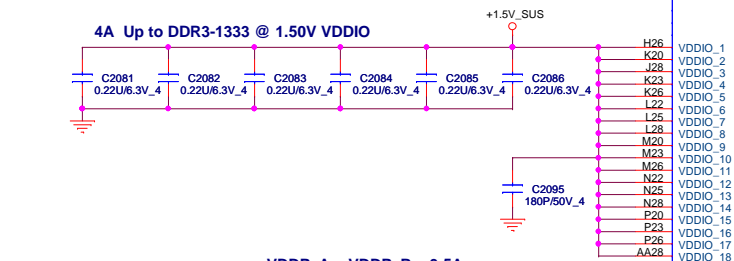 +1.5V_SUS
4A Up to DDR3-1333 @ 1.50V VDDIO
C2081
0.22U/6.3V_4
C2082
0.22U/6.3V_4
C2083
0.22U/6.3V_4
C2084
0.22U/6.3V_4
C2085
0.22U/6.3V_4
C2086
0.22U/6.3V_4
C2095
180P/50V_4
H26 VDDIO_1
K20 VDDIO_2
J28 VDDIO_3
K23 VDDIO_4
K26 VDDIO_5
L22 VDDIO_6
L25 VDDIO_7
L28 VDDIO_8
M20 VDDIO_9
M23 VDDIO_10
M26 VDDIO_11
N22 VDDIO_12
N25 VDDIO_13
N28 VDDIO_14
P20 VDDIO_15
P23 VDDIO_16
P26 VDDIO_17
AA28 VDDIO_18